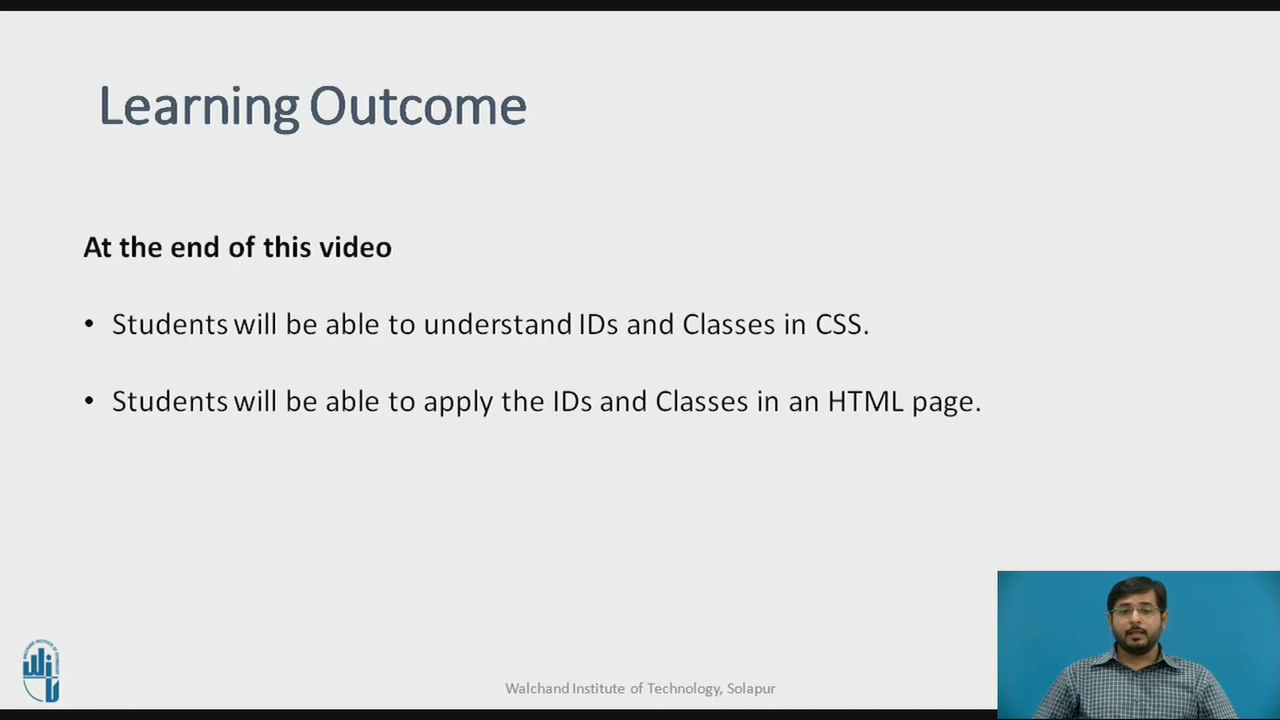 Learning Outcome
At the end of this video
• Students will be able to understand IDs and Classes in CSS.
• Students will be able to apply the IDs and Classes in an HTML page.
WIT
Walchand Institute of Technology, Solapur